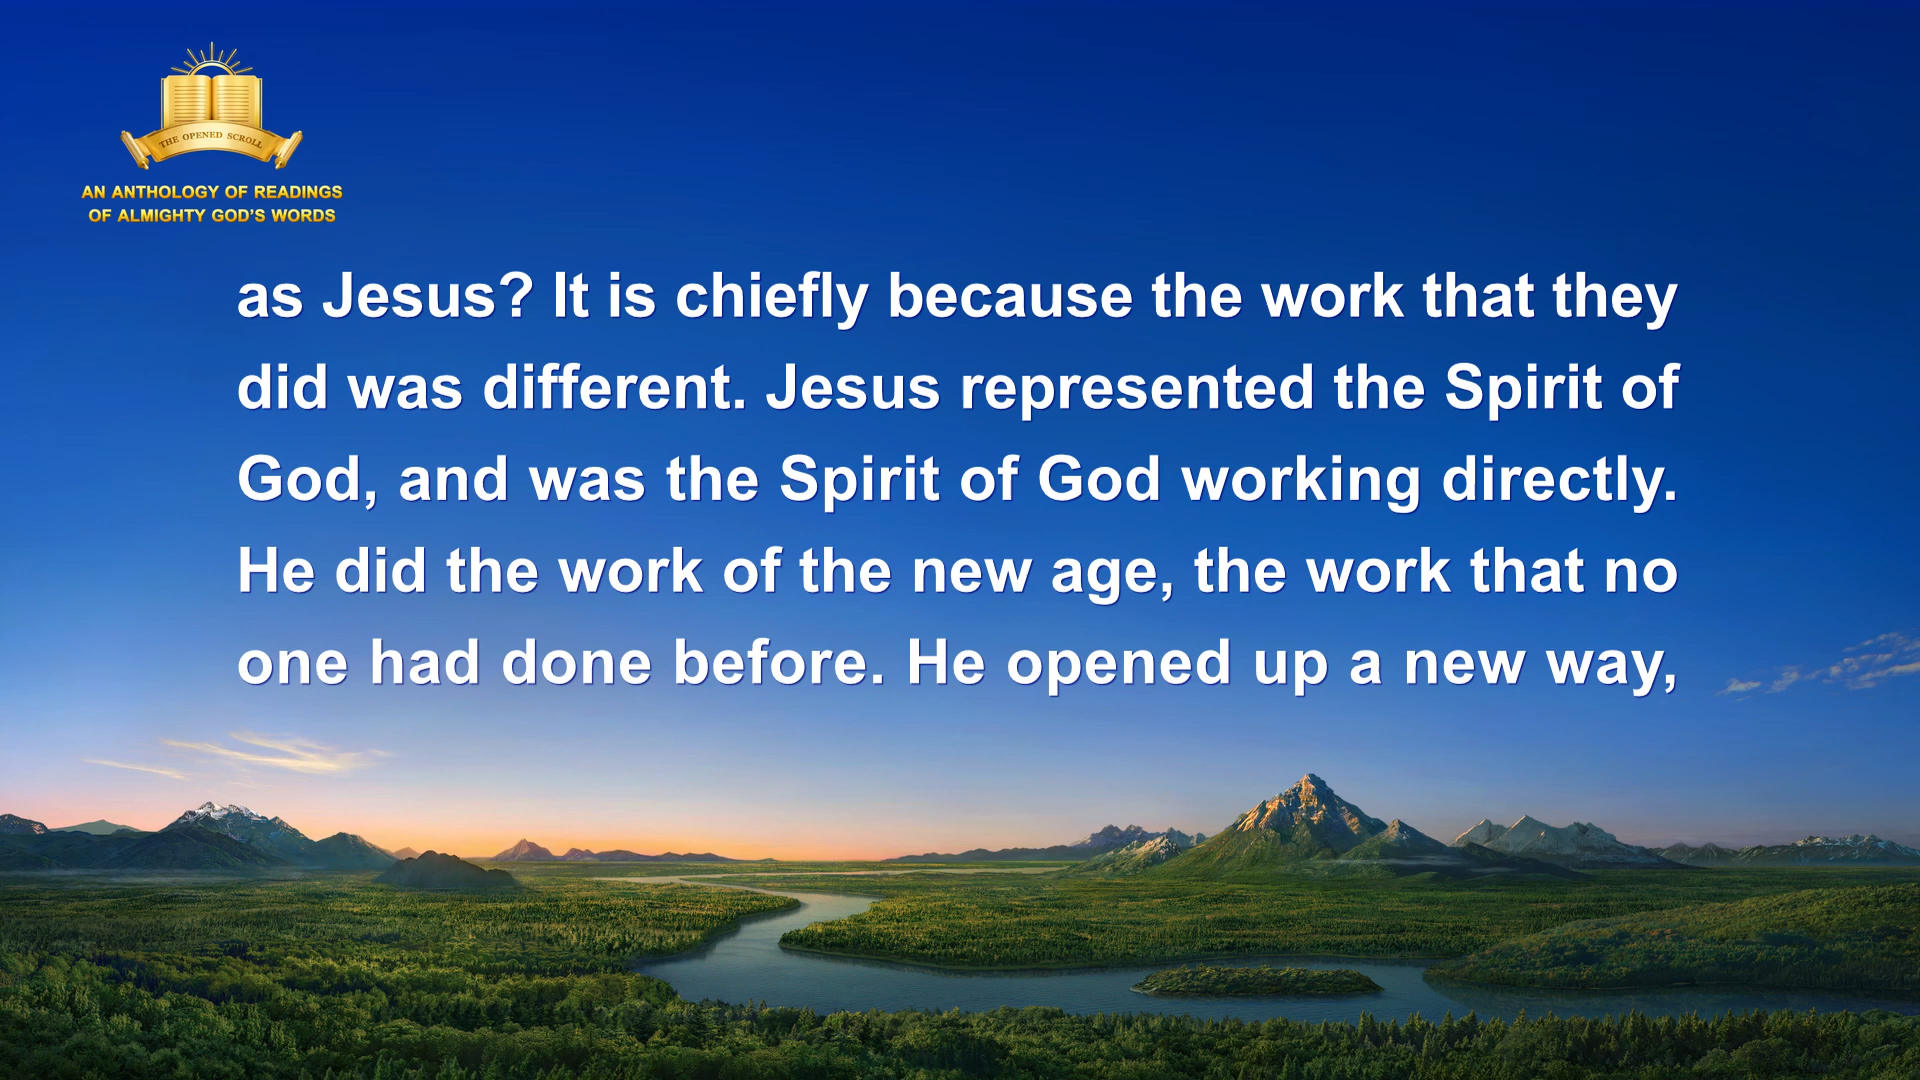 THE OPENED SCROLL
AN ANTHOLOGY OF READINGS
OF ALMIGHTY GOD'S WORDS
as Jesus? It is chiefly because the work that they
did was different. Jesus represented the Spirit of
God, and was the Spirit of God working directly.
He did the work of the new age, the work that no
one had done before. He opened up a new way,